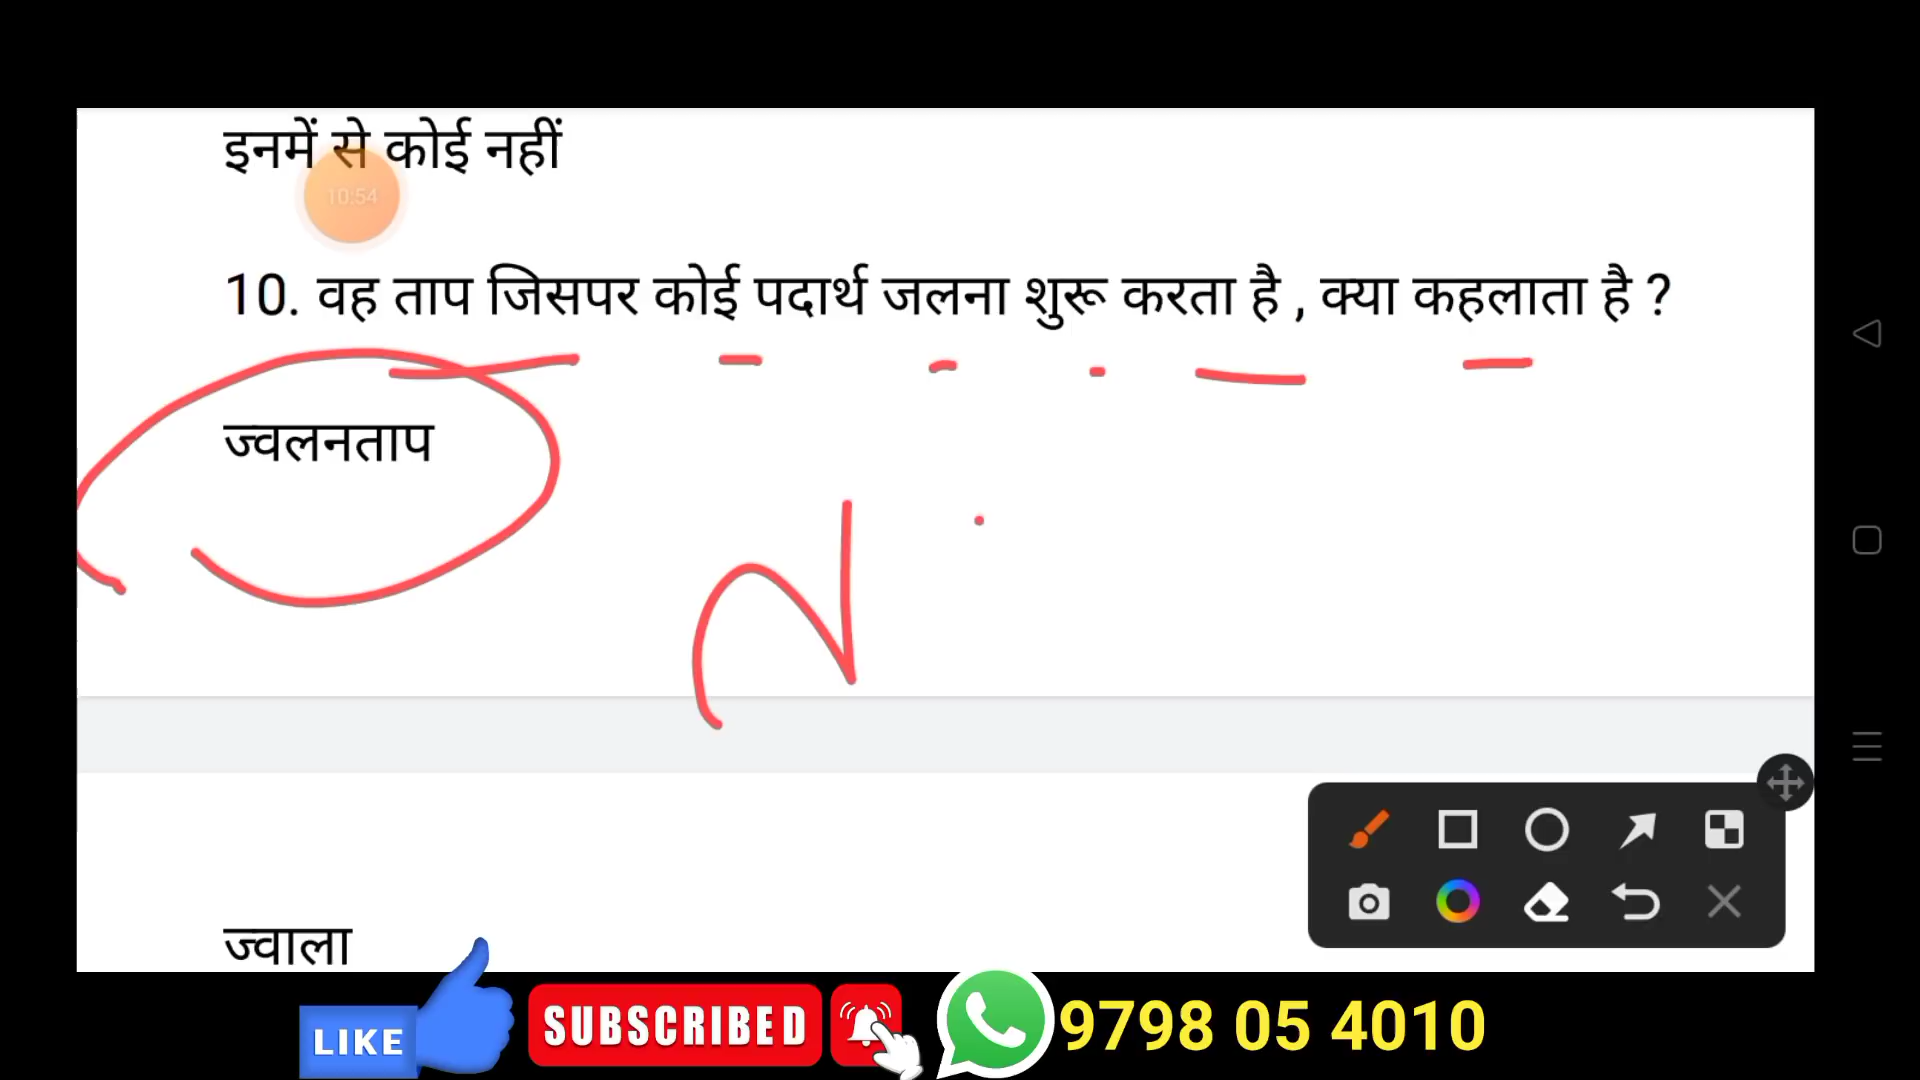 इनमें से कोई नहीं
10:54
10. वह ताप जिसपर कोई पदार्थ जलना शुरू करता है , क्या कहलाता है ?
ज्वलनताप
ज्वाला
LIKE
SUBSCRIBED
9798 05 4010